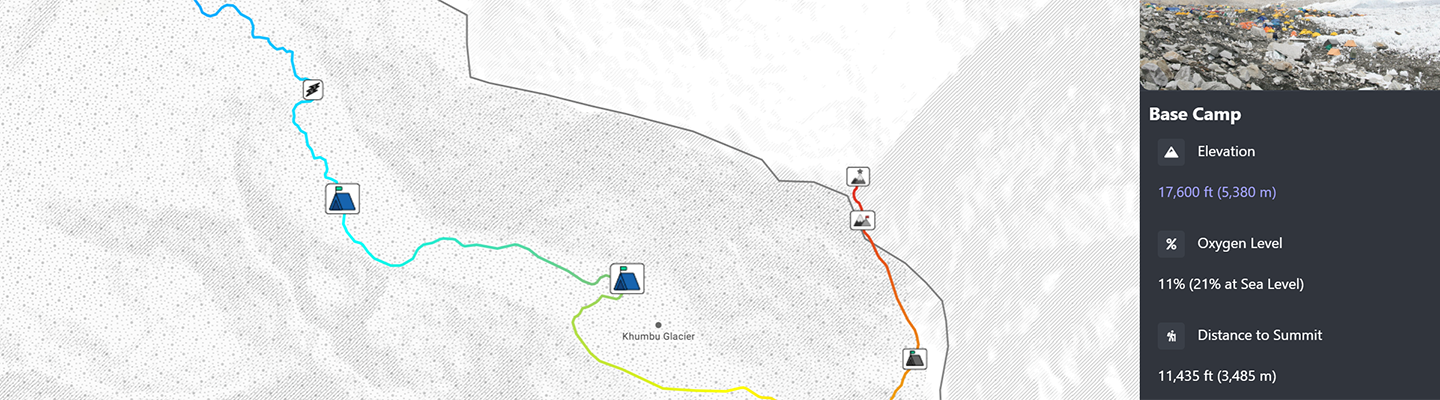 Khumbu Glacier
Base Camp
Elevation
17,600 ft (5,380 m)
Oxygen Level
11% (21% at Sea Level)
Distance to Summit
11,435 ft (3,485 m)